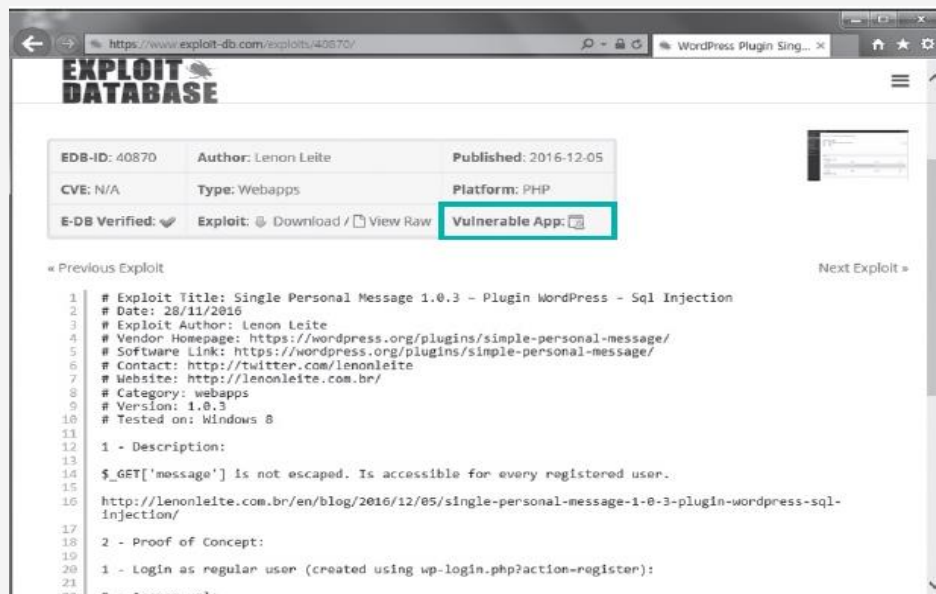 https://www.exploit-db.com/exploits/40870/
WordPress Plugin Sing...
EXPLOIT
DATABASE
EDB-ID: 40870 Author: Lenon Leite Published: 2016-12-05
CVE: N/A Type: Webapps Platform: PHP
E-DB Verified: Exploit: Download / View Raw Vulnerable App:
« Previous Exploit Next Exploit »
1 # Exploit Title: Single Personal Message 1.0.3 – Plugin WordPress – Sql Injection
2 # Date: 28/11/2016
3 # Exploit Author: Lenon Leite
4 # Vendor Homepage: https://wordpress.org/plugins/simple-personal-message/
5 # Software Link: https://wordpress.org/plugins/simple-personal-message/
6 # Contact: http://twitter.com/lenonleite
7 # Website: http://lenonleite.com.br/
8 # Category: webapps
9 # Version: 1.0.3
10 # Tested on: Windows 8
11
12 1 - Description:
13
14 $_GET['message'] is not escaped. Is accessible for every registered user.
15
16 http://lenonleite.com.br/en/blog/2016/12/05/single-personal-message-1-0-3-plugin-wordpress-sql-
injection/
17
18 2 - Proof of Concept:
19
20 1 - Login as regular user (created using wp-login.php?action=register):
21